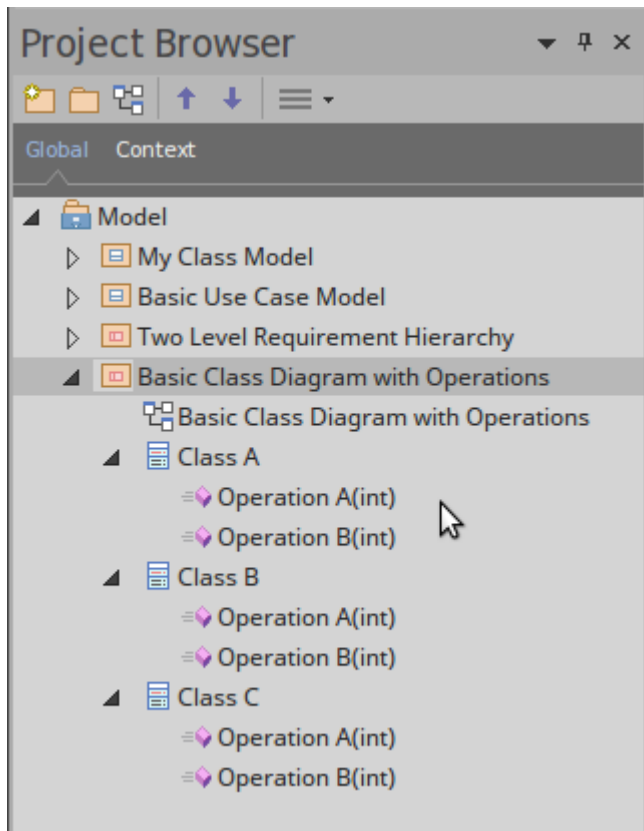 Project Browser
Global Context
Model
My Class Model
Basic Use Case Model
Two Level Requirement Hierarchy
Basic Class Diagram with Operations
Basic Class Diagram with Operations
Class A
Operation A(int)
Operation B(int)
Class B
Operation A(int)
Operation B(int)
Class C
Operation A(int)
Operation B(int)